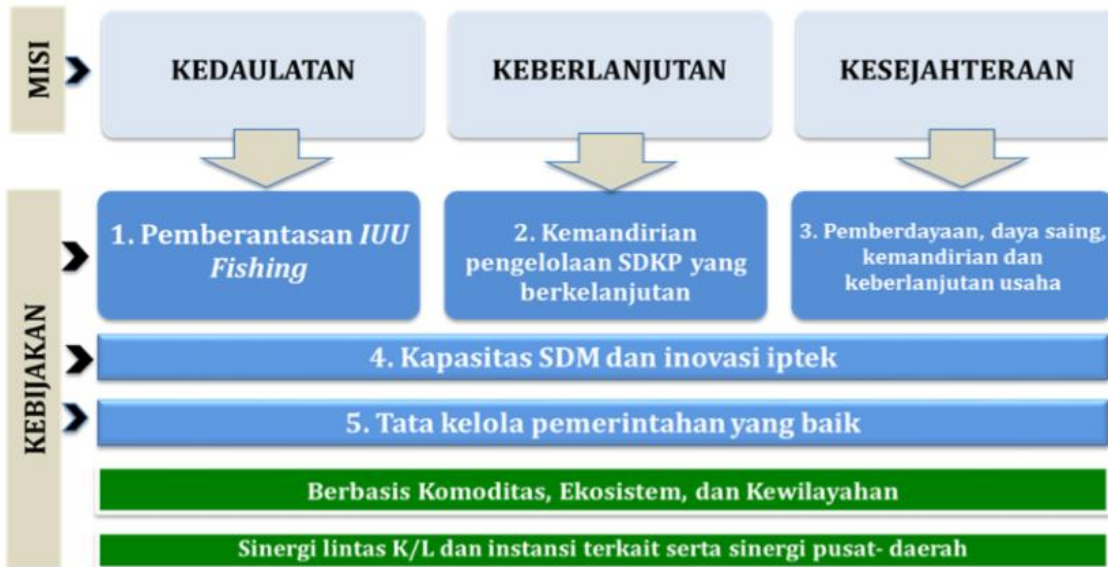 MISI
KEDAULATAN
KEBERLANJUTAN
KESEJAHTERAAN
KEBIJAKAN
1. Pemberantasan IUU
Fishing
2. Kemandirian
pengelolaan SDKP yang
berkelanjutan
3. Pemberdayaan, daya saing,
kemandirian dan
keberlanjutan usaha
4. Kapasitas SDM dan inovasi iptek
5. Tata kelola pemerintahan yang baik
Berbasis Komoditas, Ekosistem, dan Kewilayahan
Sinergi lintas K/L dan instansi terkait serta sinergi pusat- daerah